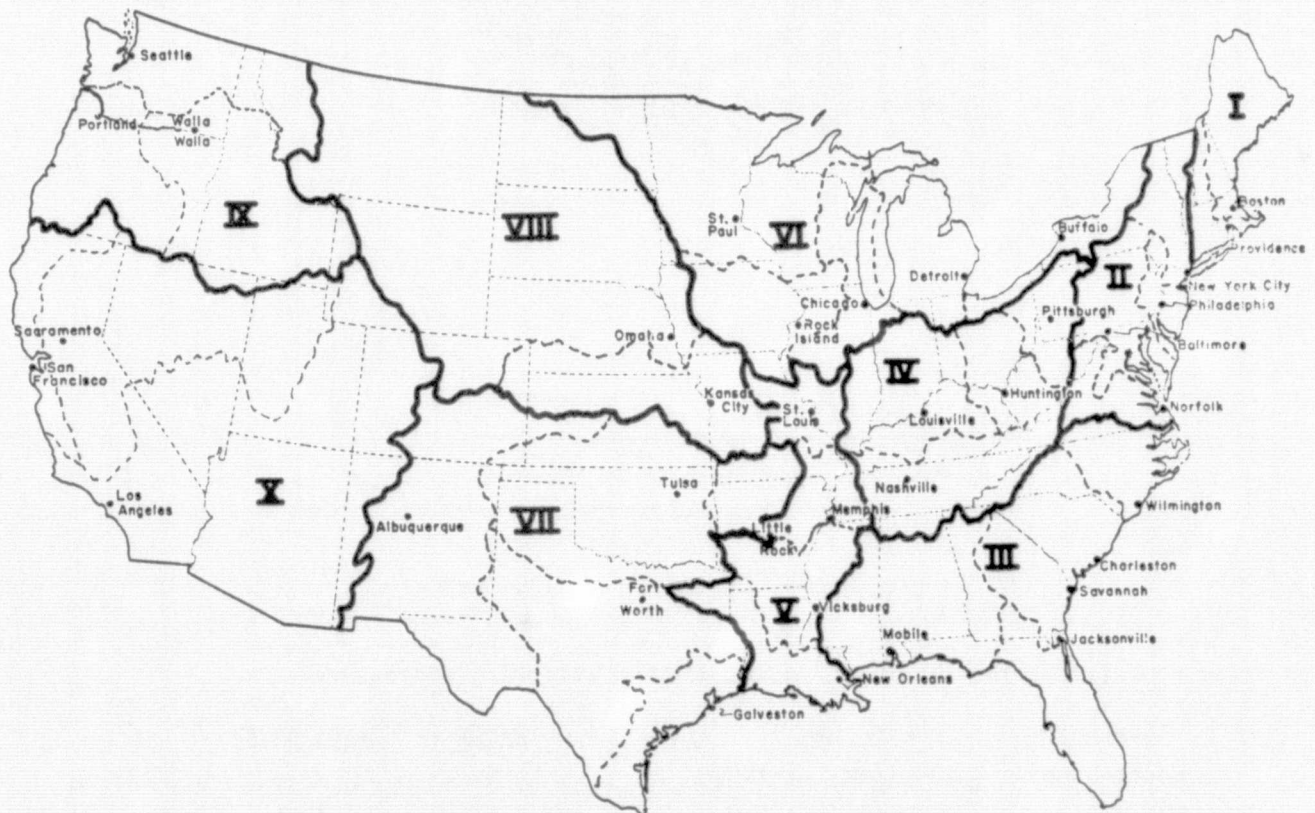 Seattle
Portland
Walla
Walla
IX
VIII
St.
Paul
VI
I
Boston
Providence
Buffalo
Detroit
II
New York City
Philadelphia
Chicago
Rock
Island
Pittsburgh
Baltimore
Omaha
Sacramento
San
Francisco
IV
Kansas
City
St.
Louis
Louisville
Huntington
Norfolk
X
Los
Angeles
Albuquerque
VII
Tulsa
Nashville
Memphis
Little
Rock
Wilmington
III
Charleston
Savannah
Fort
Worth
V
Vicksburg
Mobile
Jacksonville
New Orleans
Galveston